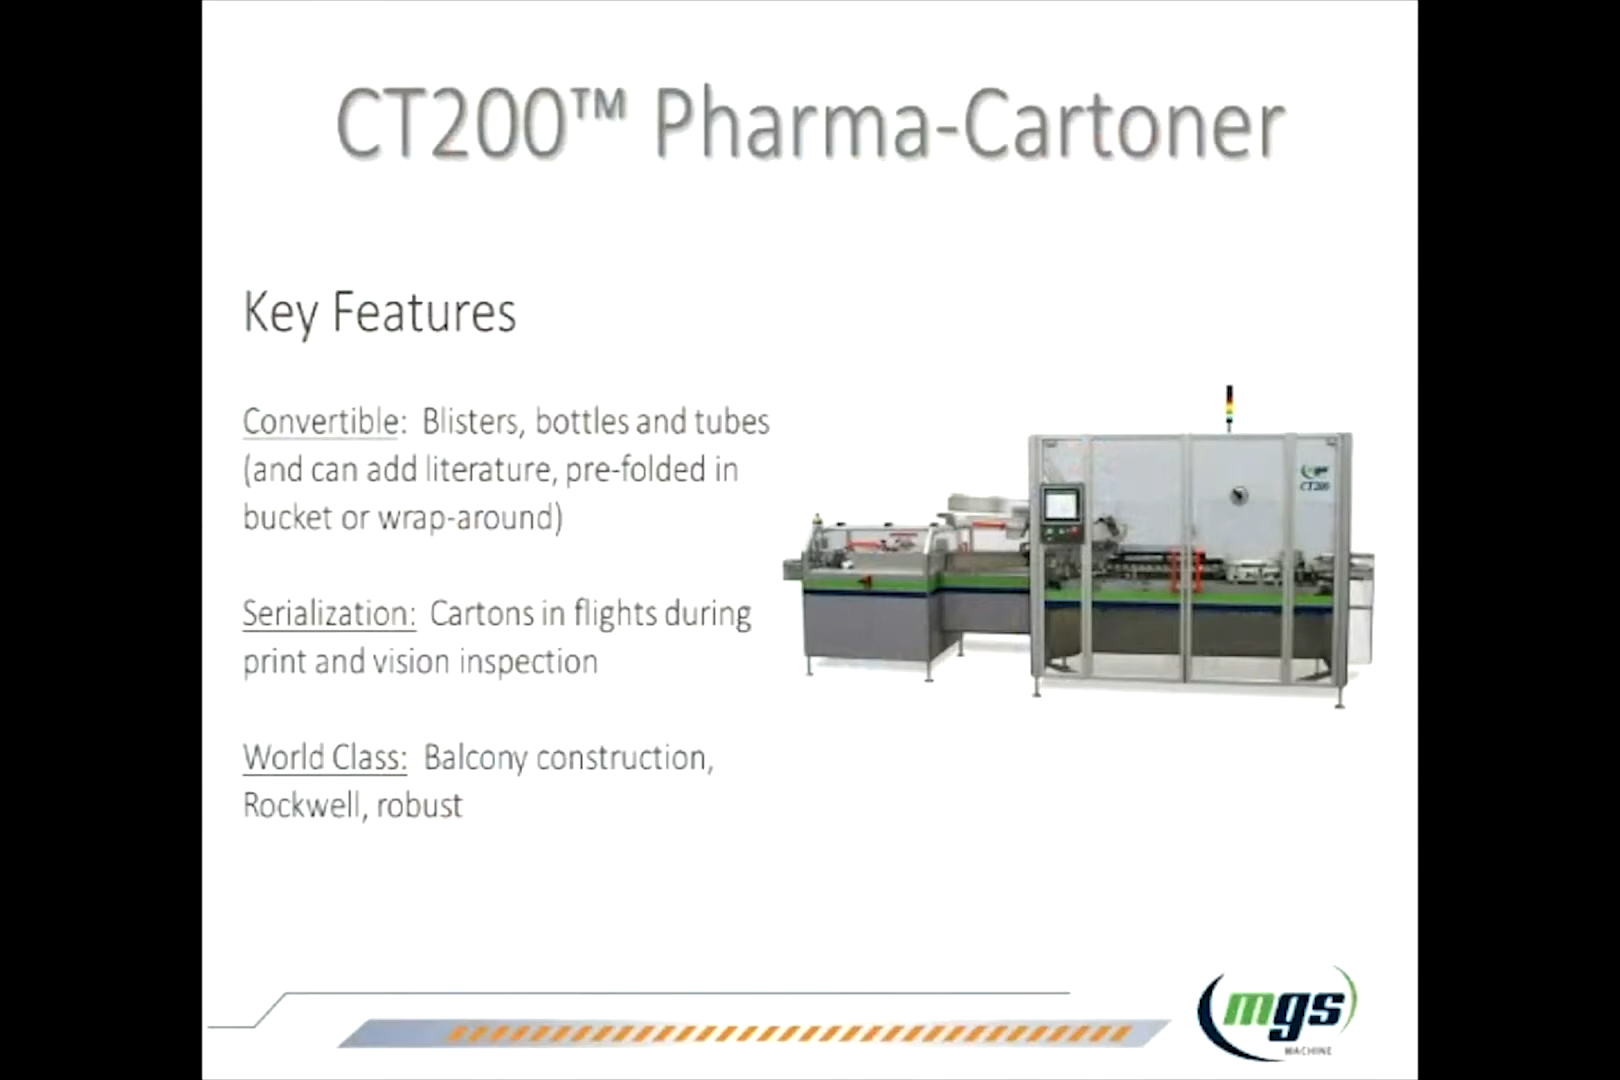 CT200™ Pharma-Cartoner
Key Features
Convertible: Blisters, bottles and tubes
(and can add literature, pre-folded in
bucket or wrap-around)
Serialization: Cartons in flights during
print and vision inspection
World Class: Balcony construction,
Rockwell, robust
mgs
CT200
mgs
MACHINE